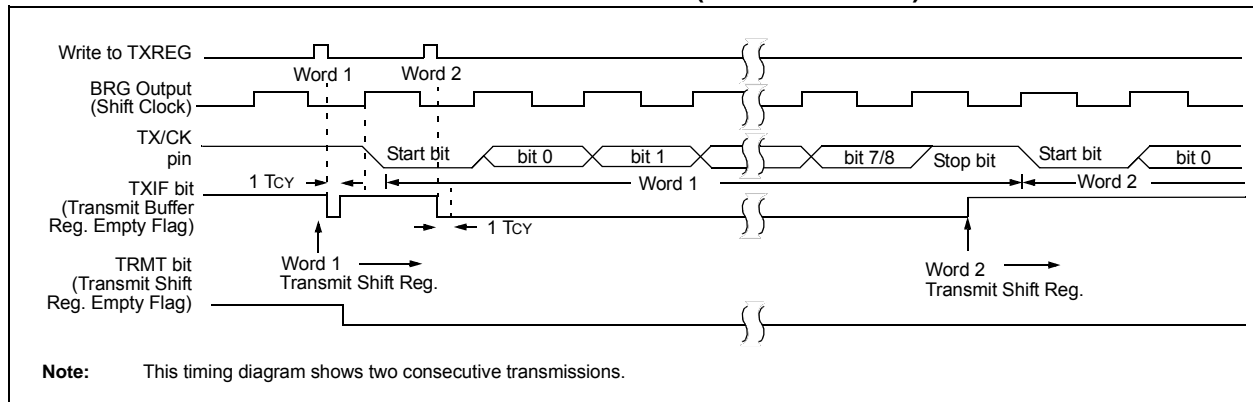 Write to TXREG
Word 1
Word 2
BRG Output
(Shift Clock)
TX/CK
pin
Start bit
bit 0
bit 1
bit 7/8
Stop bit
Start bit
bit 0
1 TCY
Word 1
Word 2
TXIF bit
(Transmit Buffer
Reg. Empty Flag)
1 TCY
Word 1
Transmit Shift Reg.
Word 2
Transmit Shift Reg.
TRMT bit
(Transmit Shift
Reg. Empty Flag)
Note: This timing diagram shows two consecutive transmissions.